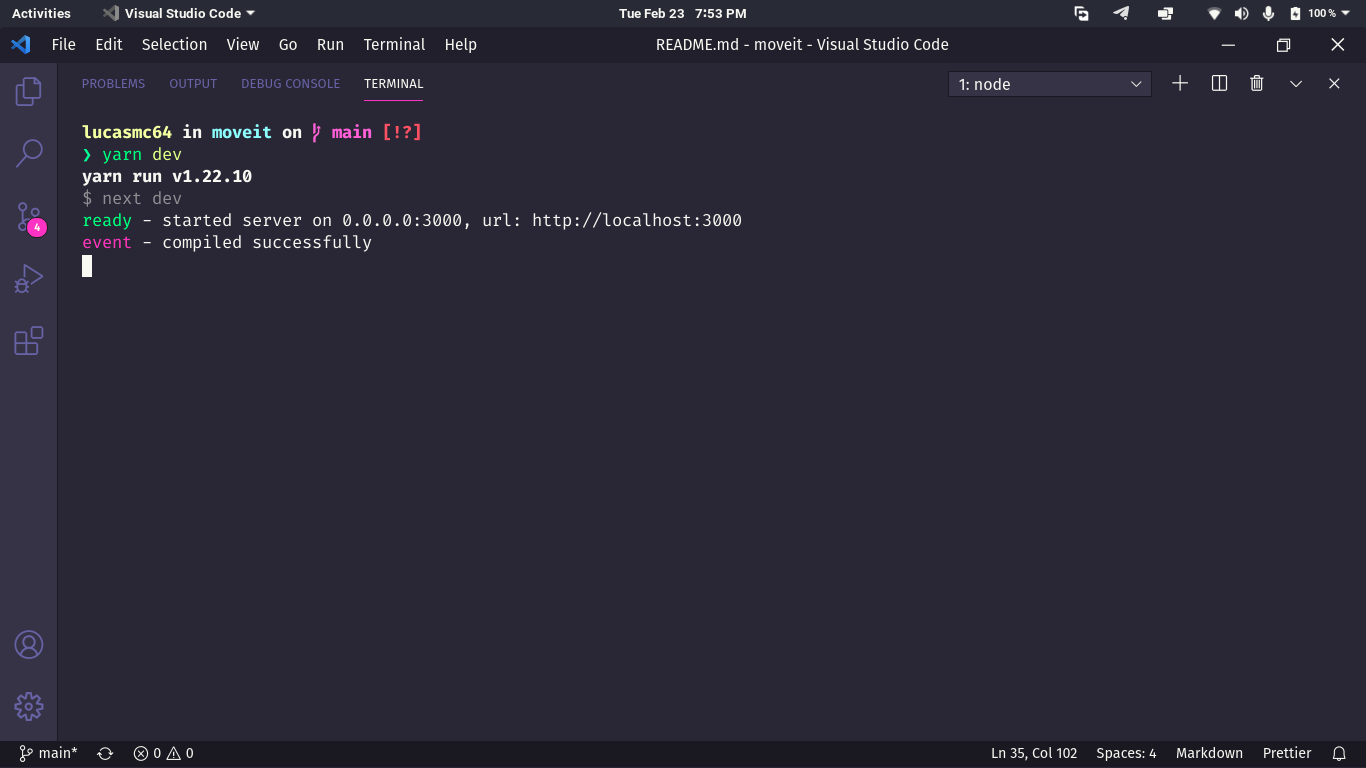 Activities Visual Studio Code Tue Feb 23 7:53 PM 100 %
File Edit Selection View Go Run Terminal Help README.md - moveit - Visual Studio Code
PROBLEMS OUTPUT DEBUG CONSOLE TERMINAL 1: node
lucasmc64 in moveit on main [!?]
❯ yarn dev
yarn run v1.22.10
$ next dev
ready - started server on 0.0.0.0:3000, url: http://localhost:3000
event - compiled successfully
4
main* 0 0 Ln 35, Col 102 Spaces: 4 Markdown Prettier